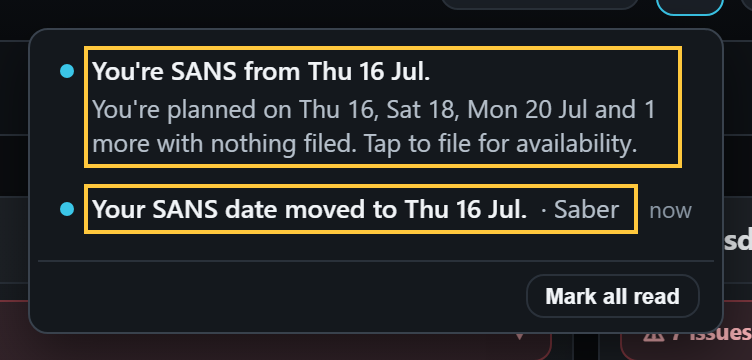 You're SANS from Thu 16 Jul.
You're planned on Thu 16, Sat 18, Mon 20 Jul and 1
more with nothing filed. Tap to file for availability.
Your SANS date moved to Thu 16 Jul. · Saber now
Mark all read
7 issues